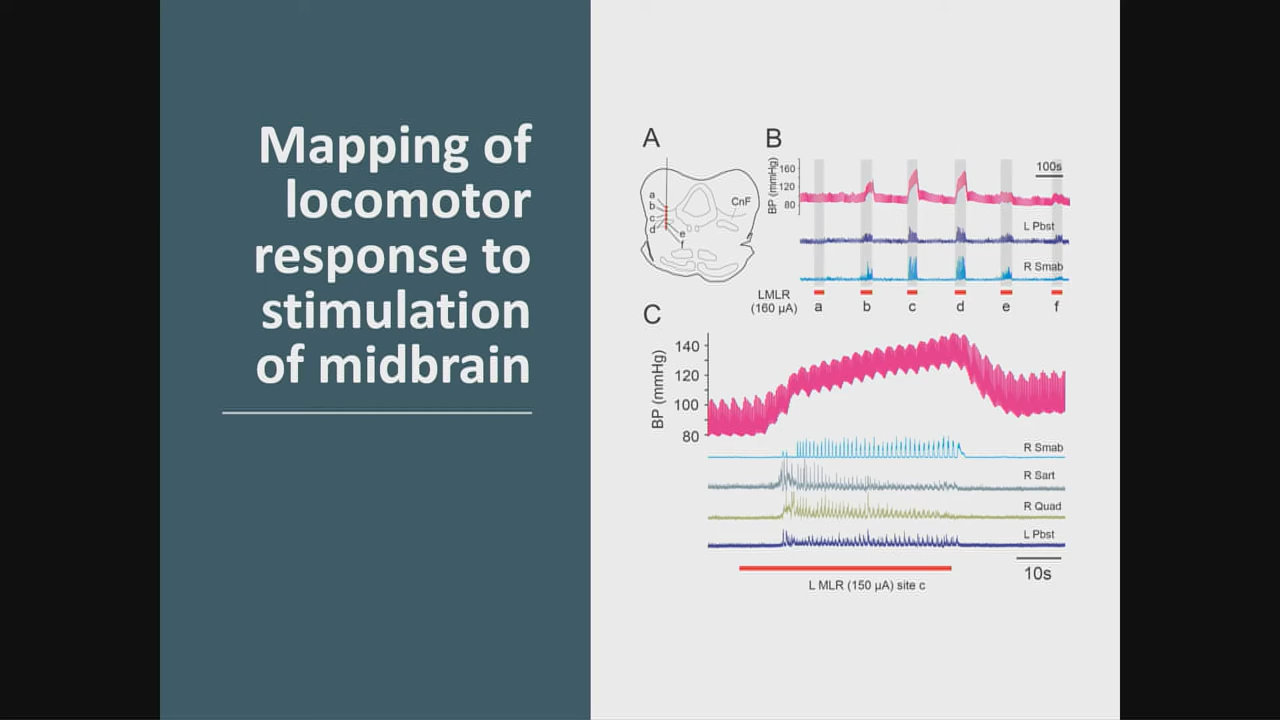 Mapping of
locomotor
response to
stimulation
of midbrain
A
a
b
c
d
e
f
CnF
B
BP (mmHg)
160
120
80
100s
L Pbst
R Smab
LMLR
(160 µA)
a b c d e f
C
BP (mmHg)
140
120
100
80
R Smab
R Sart
R Quad
L Pbst
10s
L MLR (150 µA) site c